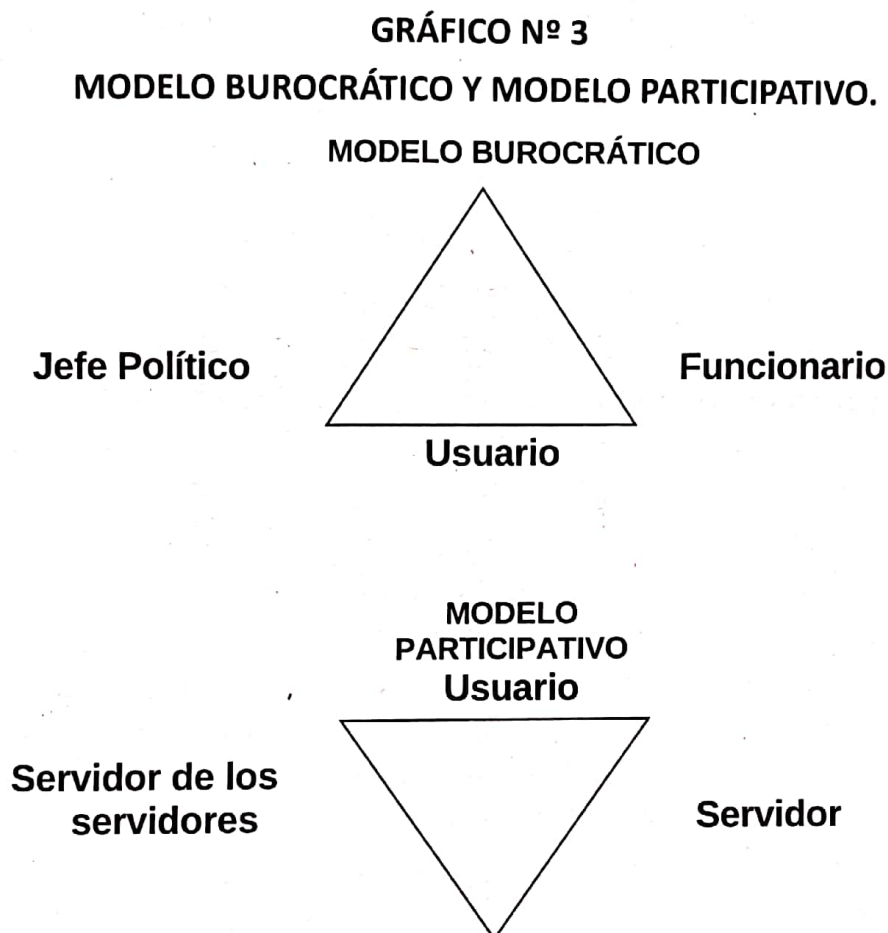 GRÁFICO Nº 3
MODELO BUROCRÁTICO Y MODELO PARTICIPATIVO.
MODELO BUROCRÁTICO
Jefe Político
Funcionario
Usuario
MODELO
PARTICIPATIVO
Usuario
Servidor de los
servidores
Servidor